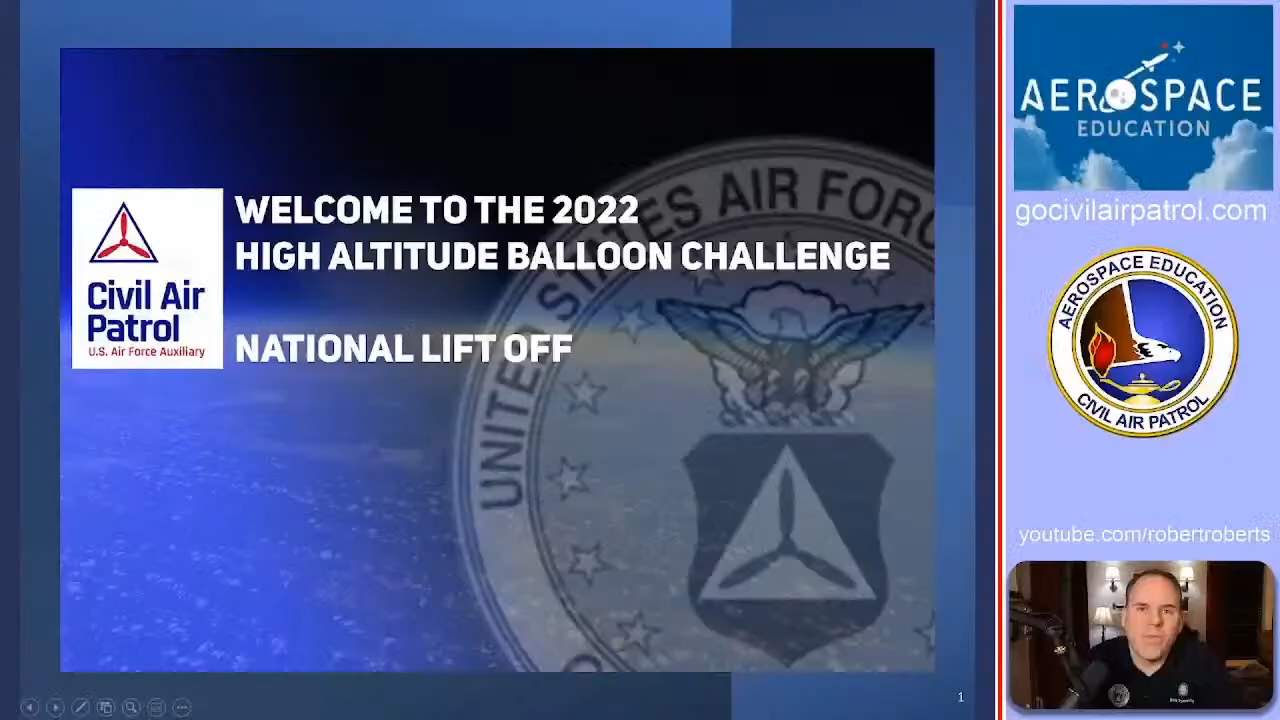 WELCOME TO THE 2022
HIGH ALTITUDE BALLOON CHALLENGE
NATIONAL LIFT OFF
Civil Air
Patrol
U.S. Air Force Auxiliary
UNITED STATES AIR FORC
1
AEROSPACE
EDUCATION
gocivilairpatrol.com
AEROSPACE EDUCATION
CIVIL AIR PATROL
youtube.com/robertroberts